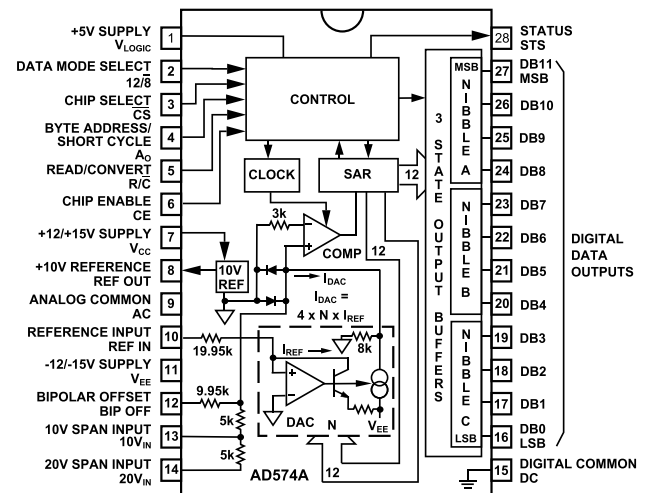 +5V SUPPLY
VLOGIC
1
DATA MODE SELECT
12/8̅
2
CHIP SELECT
C̅S̅
3
BYTE ADDRESS/
SHORT CYCLE
AO
4
READ/CONVERT
R/C̅
5
CHIP ENABLE
CE
6
+12/+15V SUPPLY
VCC
7
+10V REFERENCE
REF OUT
8
ANALOG COMMON
AC
9
REFERENCE INPUT
REF IN
10
-12/-15V SUPPLY
VEE
11
BIPOLAR OFFSET
BIP OFF
12
10V SPAN INPUT
10VIN
13
20V SPAN INPUT
20VIN
14
CONTROL
CLOCK
SAR
12
3k
COMP
12
10V
REF
IDAC
IDAC =
4 x N x IREF
19.95k
IREF
8k
9.95k
5k
5k
DAC
N
VEE
12
AD574A
3 STATE OUTPUT BUFFERS
MSB
NIBBLE A
NIBBLE B
NIBBLE C
LSB
28
STATUS
STS
27
DB11
MSB
26
DB10
25
DB9
24
DB8
23
DB7
22
DB6
21
DB5
20
DB4
19
DB3
18
DB2
17
DB1
16
DB0
LSB
15
DIGITAL COMMON
DC
DIGITAL
DATA
OUTPUTS